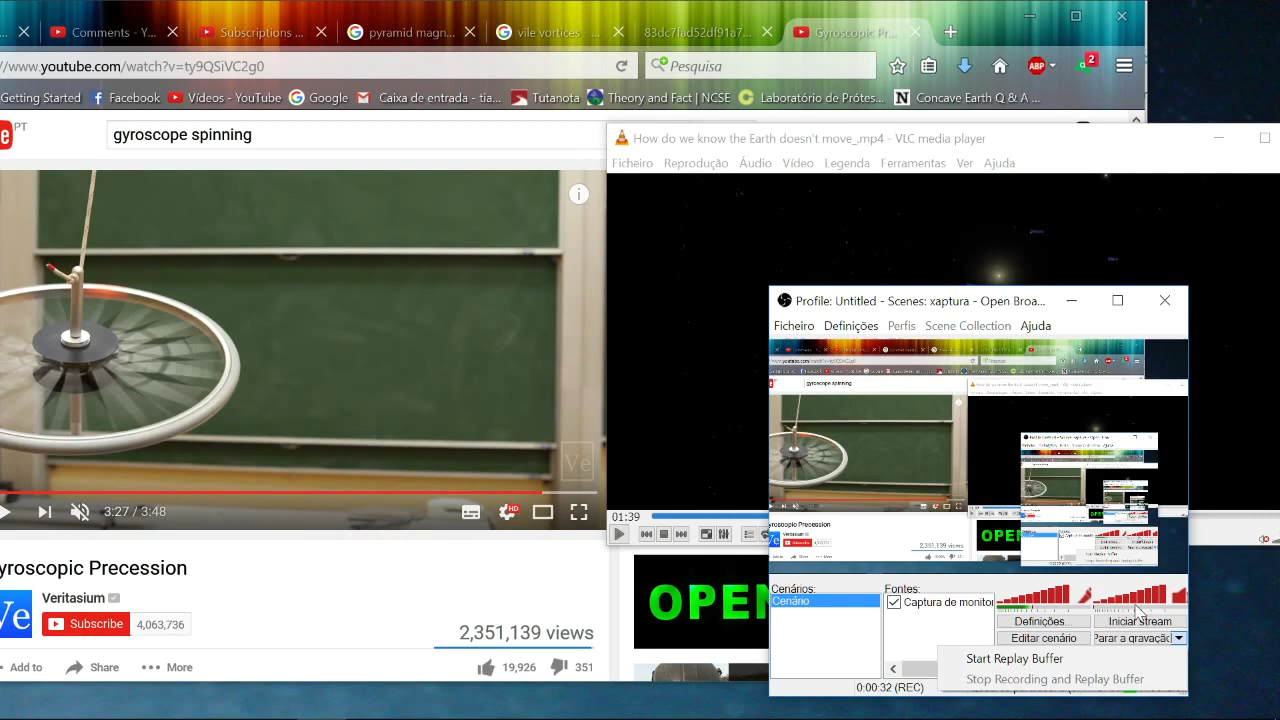 Comments - Y...
Subscriptions ...
pyramid magn...
vile vortices - ...
83dc7fad52df91a7...
Gyroscopic Pr
//www.youtube.com/watch?v=ty9QSiVC2g0
Pesquisa
ABP
2
Getting Started
Facebook
Vídeos - YouTube
Google
Caixa de entrada - tia...
Tutanota
Theory and Fact | NCSE
Laboratório de Prótes...
Concave Earth Q & A ...
PT
gyroscope spinning
How do we know the Earth doesn't move_.mp4 - VLC media player
Ficheiro Reprodução Áudio Vídeo Legenda Ferramentas Ver Ajuda
Profile: Untitled - Scenes: xaptura - Open Broa...
Ficheiro Definições Perfis Scene Collection Ajuda
3:27 / 3:48
HD
01:39
yroscopic Precession
Veritasium
Subscribe
4,063,736
2,351,139 views
Add to
Share
More
19,926
351
OPEN
Cenários:
Cenário
Fontes:
Captura de monitor
Definições...
Iniciar Stream
Editar cenário
Parar a gravação
Start Replay Buffer
Stop Recording and Replay Buffer
0:00:32 (REC)